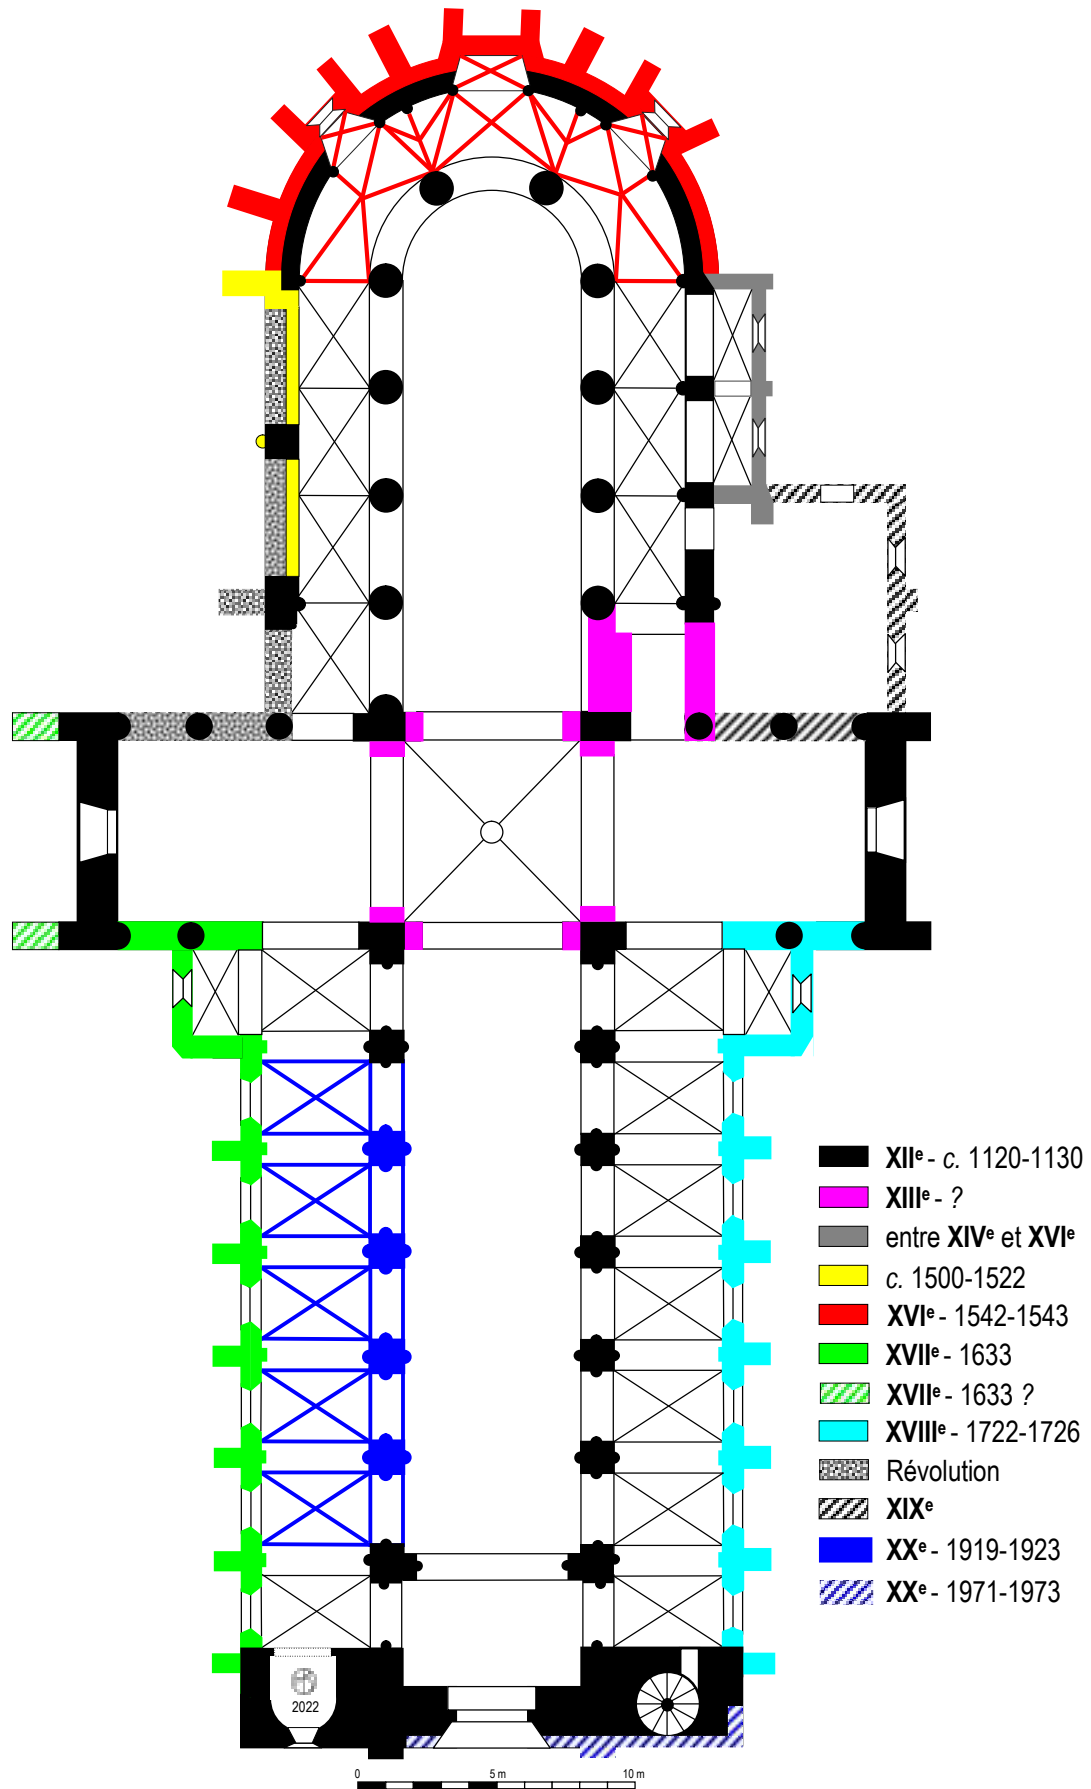 XIIe - c. 1120-1130
XIIIe - ?
entre XIVe et XVIe
c. 1500-1522
XVIe - 1542-1543
XVIIe - 1633
XVIIe - 1633 ?
XVIIIe - 1722-1726
Révolution
XIXe
XXe - 1919-1923
XXe - 1971-1973
2022
0 5 m 10 m